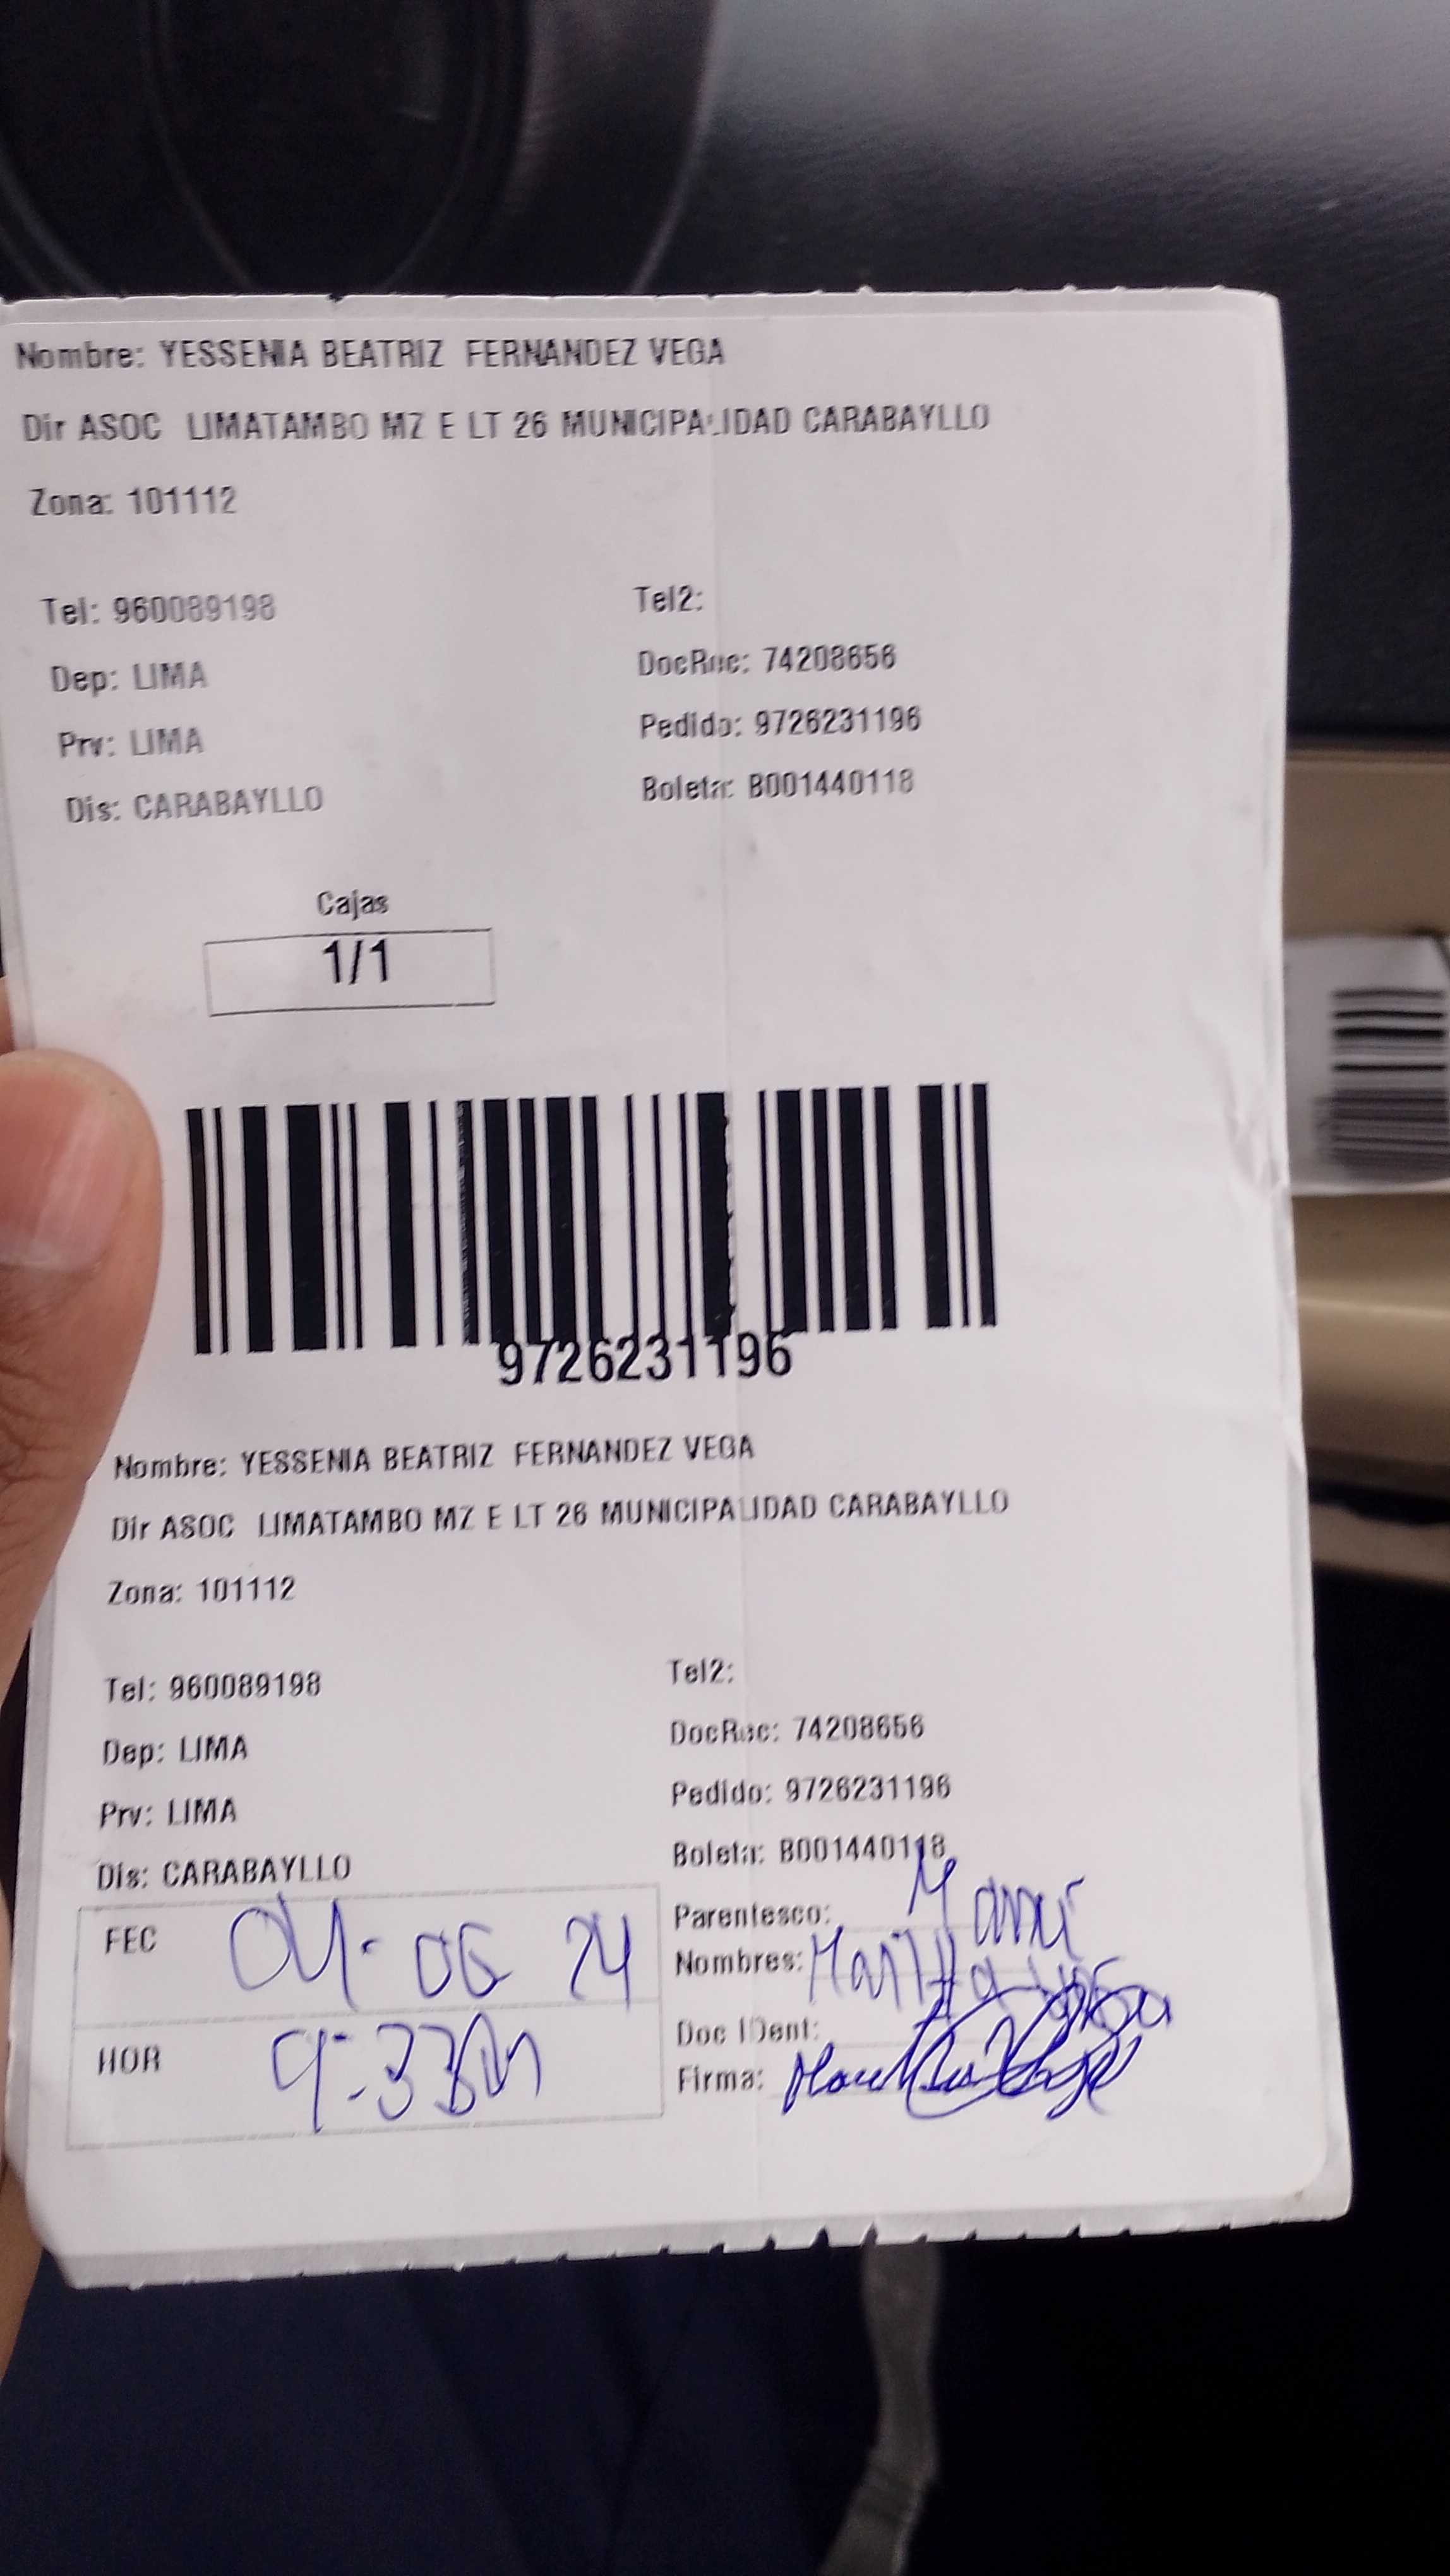 Nombre: YESSENIA BEATRIZ FERNANDEZ VEGA
Dir ASOC LIMATAMBO MZ E LT 26 MUNICIPALIDAD CARABAYLLO
Zona: 101112
Tel: 960089198 Tel2:
Dep: LIMA DocRec: 74208656
Prv: LIMA Pedido: 9726231196
Dis: CARABAYLLO Boleta: B001440118
Cajas
1/1
9726231196
Nombre: YESSENIA BEATRIZ FERNANDEZ VEGA
Dir ASOC LIMATAMBO MZ E LT 26 MUNICIPALIDAD CARABAYLLO
Zona: 101112
Tel: 960089198 Tel2:
Dep: LIMA DocRec: 74208656
Prv: LIMA Pedido: 9726231196
Dis: CARABAYLLO Boleta: B001440118
FEC 04-06 24 Parentesco:
Nombres:
HOR Doc IDent:
Firma: